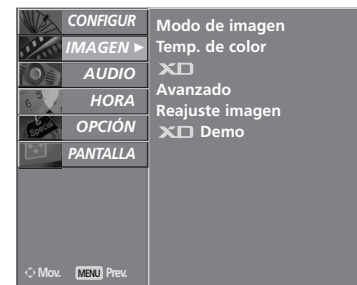 CONFIGUR
IMAGEN ►
AUDIO
HORA
OPCIÓN
PANTALLA
Mov. MENU Prev.
Modo de imagen
Temp. de color
XD
Avanzado
Reajuste imagen
XD Demo